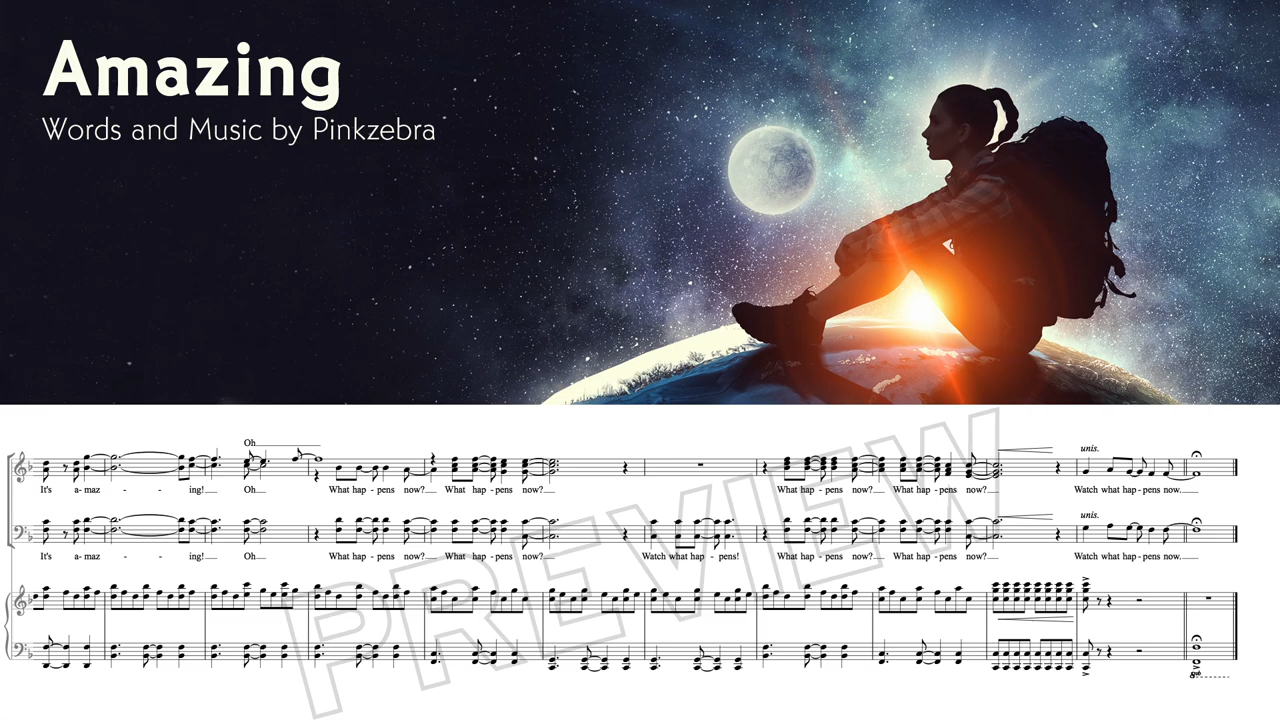 Amazing
Words and Music by Pinkzebra
Oh
unis.
It's a-maz - - ing! Oh What hap - pens now? What hap - pens now? What hap - pens now? What hap - pens now? Watch what hap - pens now.
unis.
It's a-maz - - ing! Oh What hap - pens now? What hap - pens now? Watch what hap - pens! What hap - pens now? What hap - pens now? Watch what hap - pens now.
PREVIEW
8vb